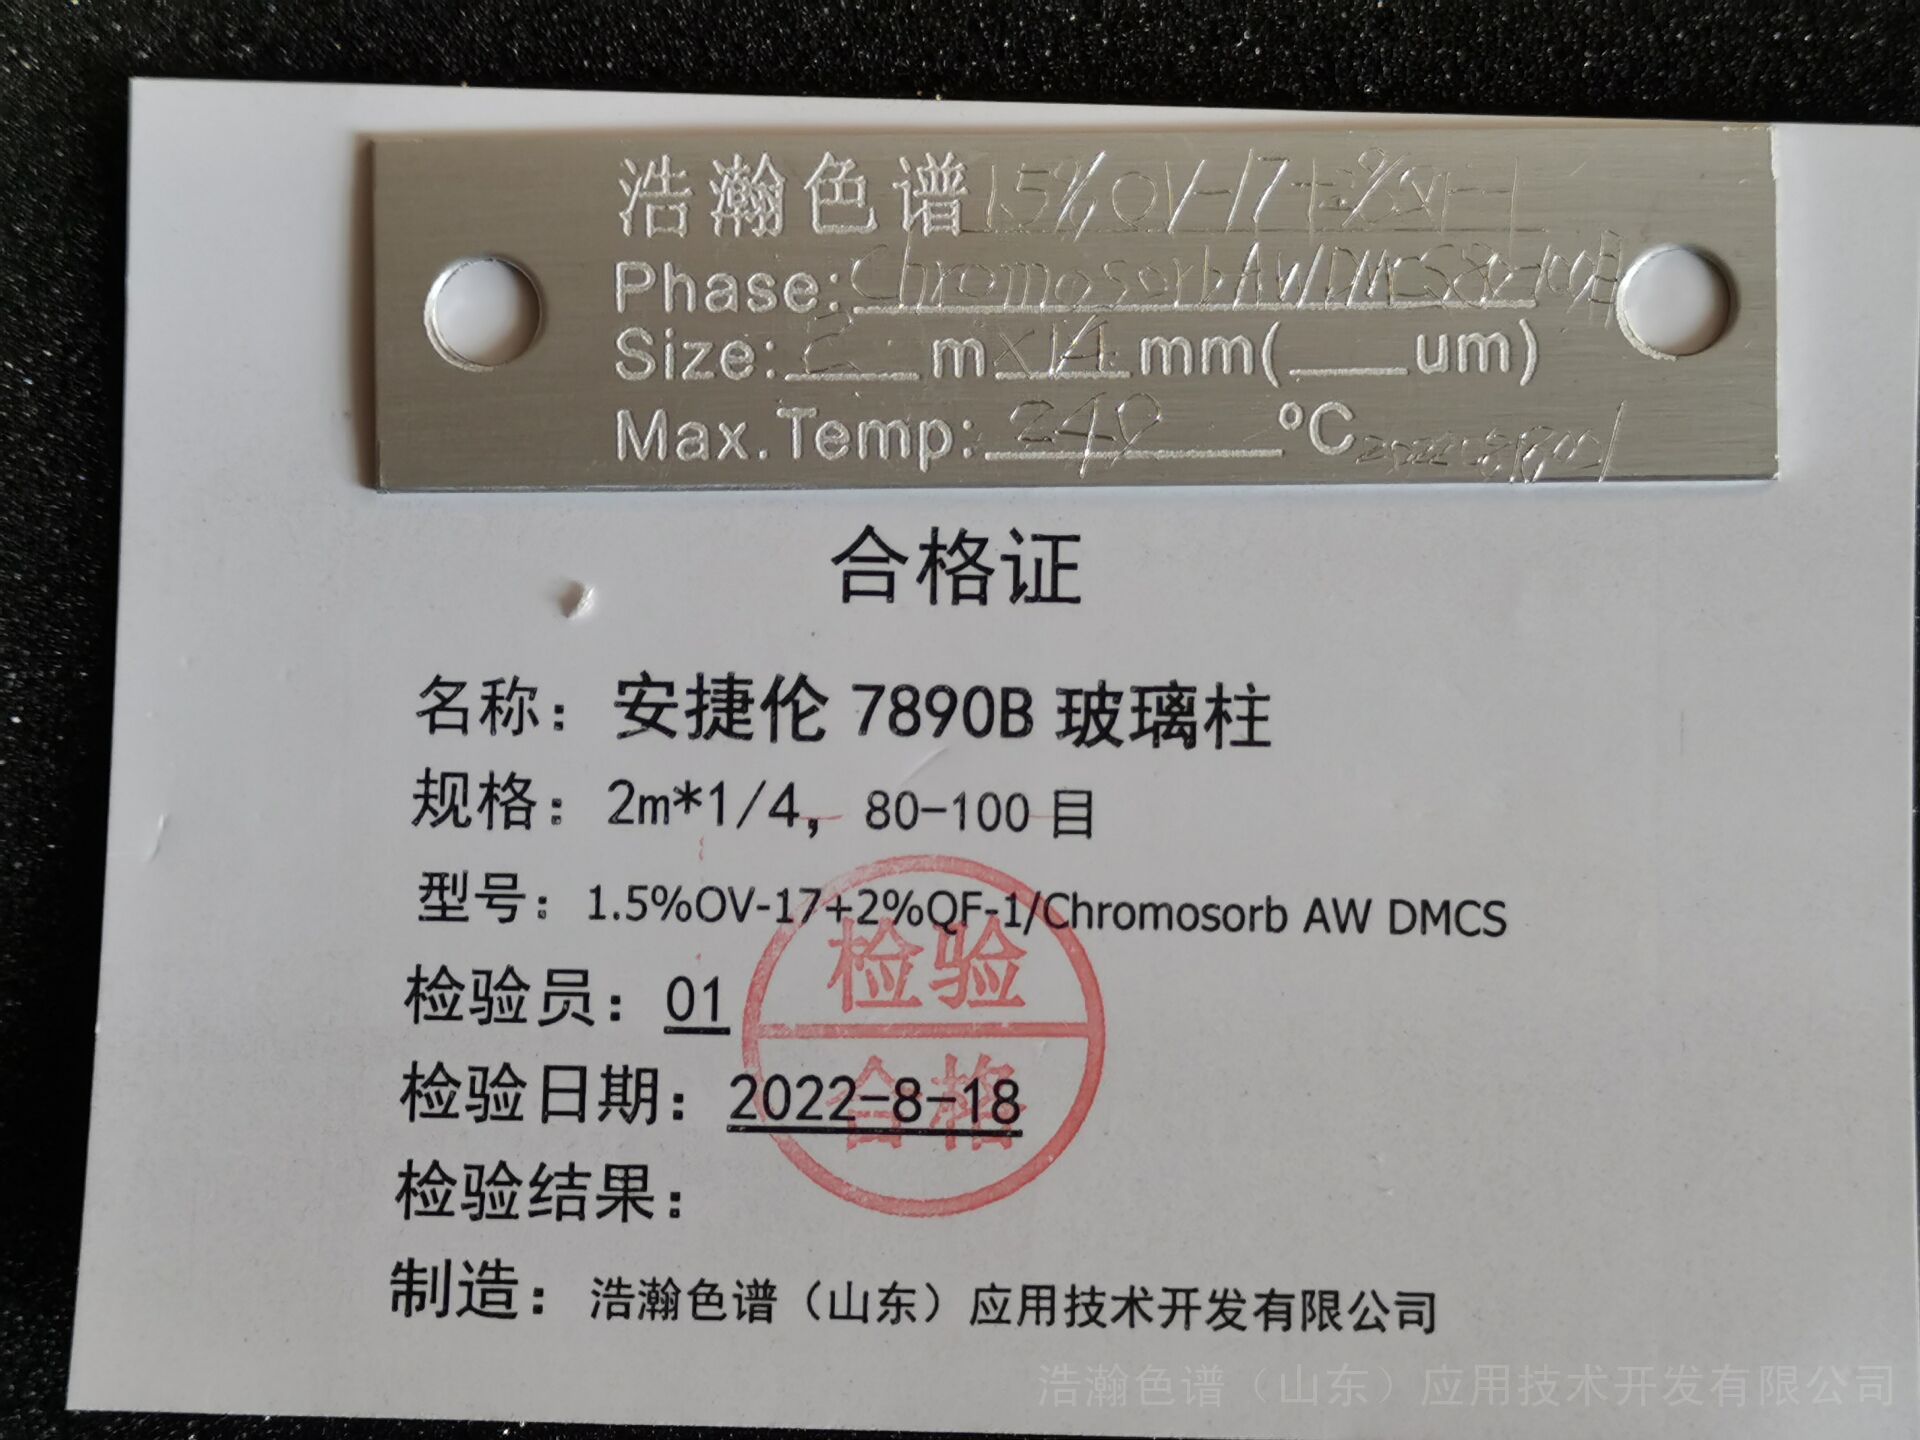 浩瀚色谱 1.5%OV-17+2%QF-1
Phase: Chromosorb AW DMCS 80-100目
Size: 2 m x 1/4 mm( um)
Max.Temp: 240 ℃
合格证
名称：安捷伦 7890B 玻璃柱
规格：2m*1/4，80-100 目
型号：1.5%OV-17+2%QF-1/Chromosorb AW DMCS
检验员：01
检验
检验日期：2022-8-18
合格
检验结果：
制造：浩瀚色谱（山东）应用技术开发有限公司
浩瀚色谱（山东）应用技术开发有限公司